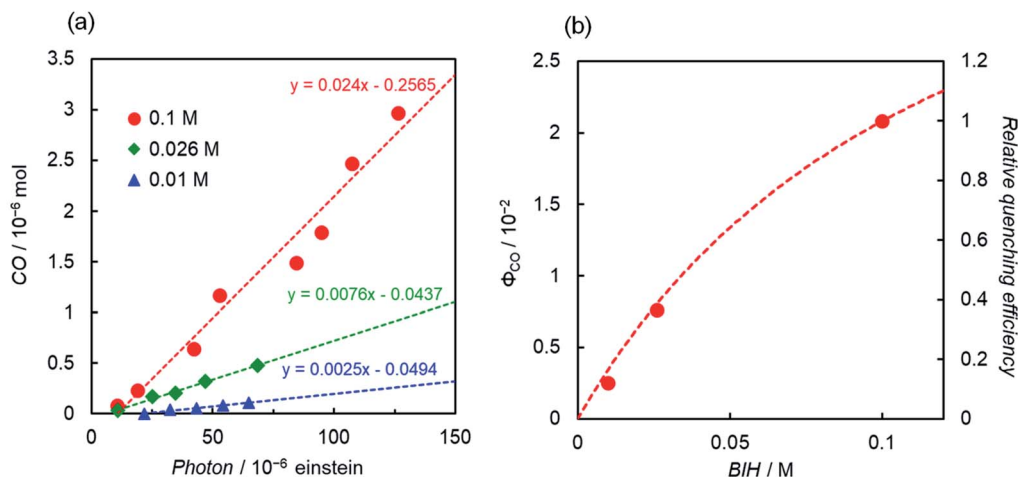 (a)
3.5
3
2.5
2
1.5
1
0.5
0
CO / 10⁻⁶ mol
0.1 M
0.026 M
0.01 M
y = 0.024x - 0.2565
y = 0.0076x - 0.0437
y = 0.0025x - 0.0494
0 50 100 150
Photon / 10⁻⁶ einstein
(b)
2.5
2
1.5
1
0.5
0
Φ_CO / 10⁻²
0 0.05 0.1
BIH / M
1.2
1
0.8
0.6
0.4
0.2
0
Relative quenching efficiency